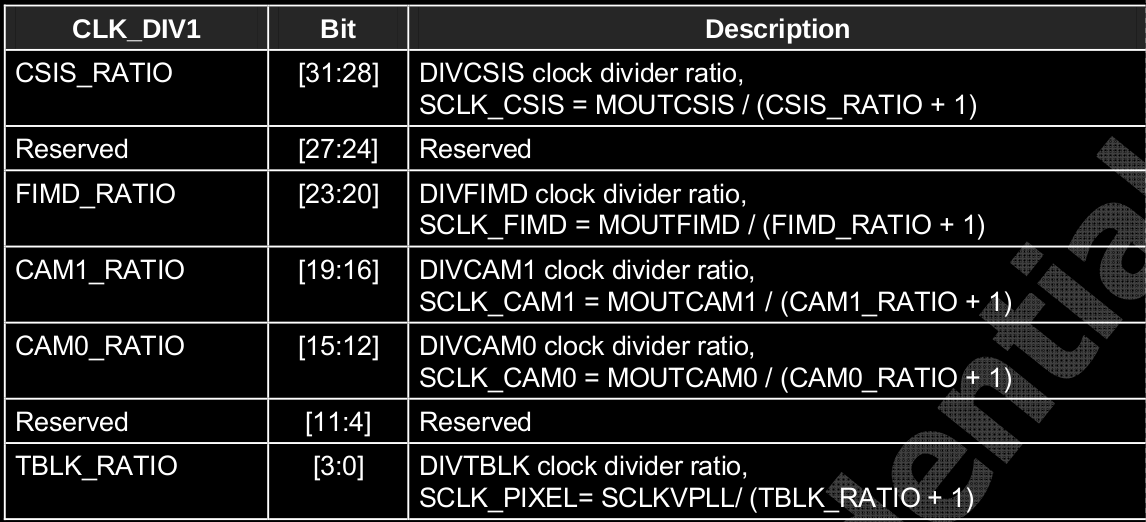 CLK_DIV1 Bit Description
CSIS_RATIO [31:28] DIVCSIS clock divider ratio,
SCLK_CSIS = MOUTCSIS / (CSIS_RATIO + 1)
Reserved [27:24] Reserved
FIMD_RATIO [23:20] DIVFIMD clock divider ratio,
SCLK_FIMD = MOUTFIMD / (FIMD_RATIO + 1)
CAM1_RATIO [19:16] DIVCAM1 clock divider ratio,
SCLK_CAM1 = MOUTCAM1 / (CAM1_RATIO + 1)
CAM0_RATIO [15:12] DIVCAM0 clock divider ratio,
SCLK_CAM0 = MOUTCAM0 / (CAM0_RATIO + 1)
Reserved [11:4] Reserved
TBLK_RATIO [3:0] DIVTBLK clock divider ratio,
SCLK_PIXEL= SCLKVPLL/ (TBLK_RATIO + 1)